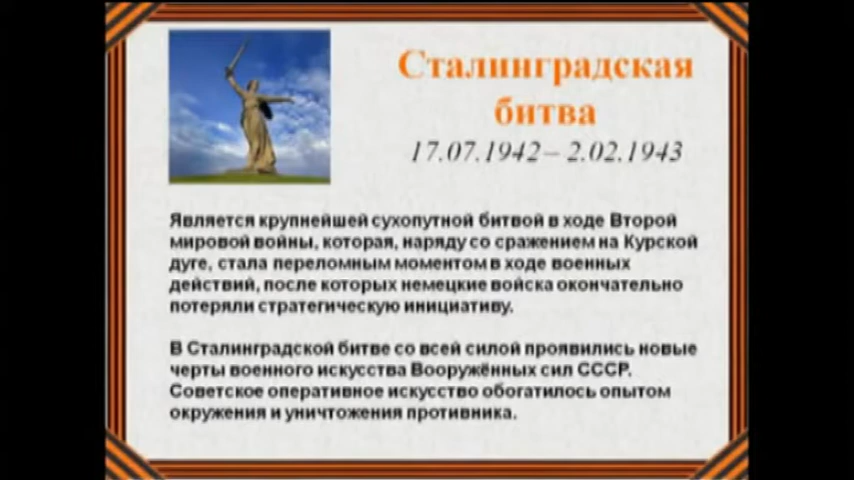 Сталинградская
битва
17.07.1942 – 2.02.1943
Является крупнейшей сухопутной битвой в ходе Второй
мировой войны, которая, наряду со сражением на Курской
дуге, стала переломным моментом в ходе военных
действий, после которых немецкие войска окончательно
потеряли стратегическую инициативу.
В Сталинградской битве со всей силой проявились новые
черты военного искусства Вооружённых сил СССР.
Советское оперативное искусство обогатилось опытом
окружения и уничтожения противника.